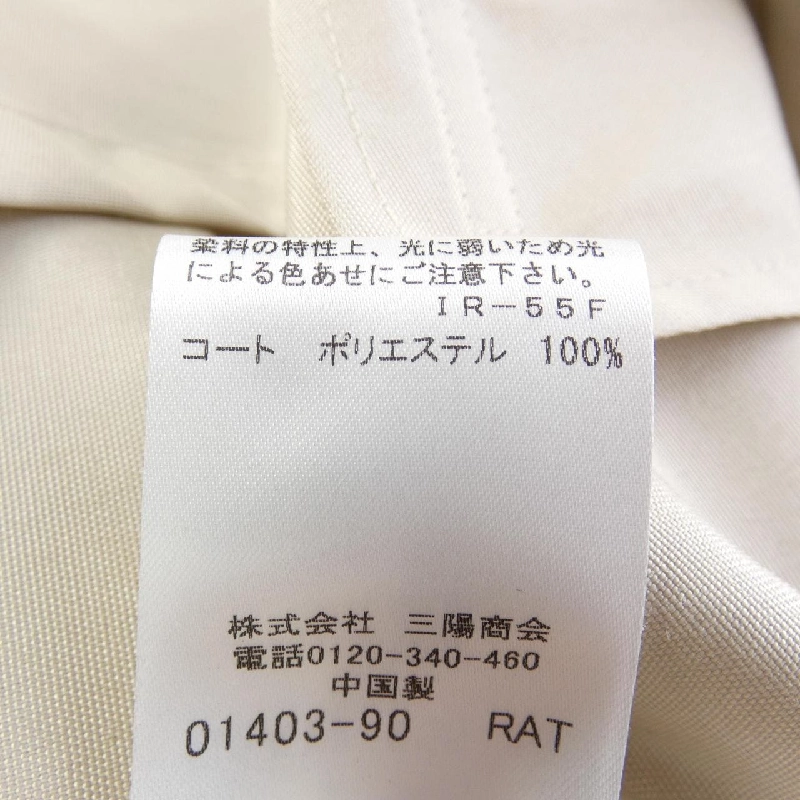 染料の特性上、光に弱いため光
による色あせにご注意下さい。
IR-55F
コート ポリエステル 100%
株式会社 三陽商会
電話0120-340-460
中国製
01403-90 RAT